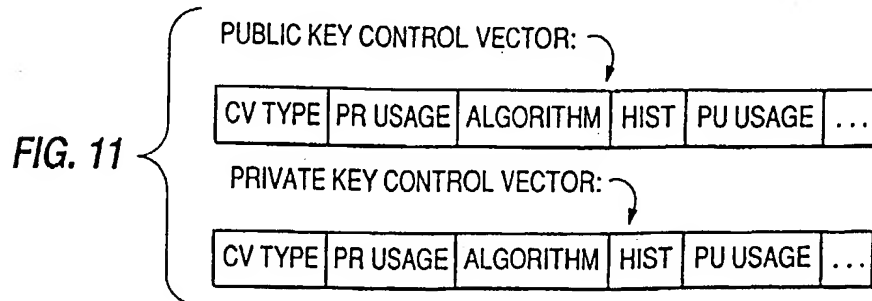 PUBLIC KEY CONTROL VECTOR:
CV TYPE PR USAGE ALGORITHM HIST PU USAGE ...
FIG. 11
PRIVATE KEY CONTROL VECTOR:
CV TYPE PR USAGE ALGORITHM HIST PU USAGE ...